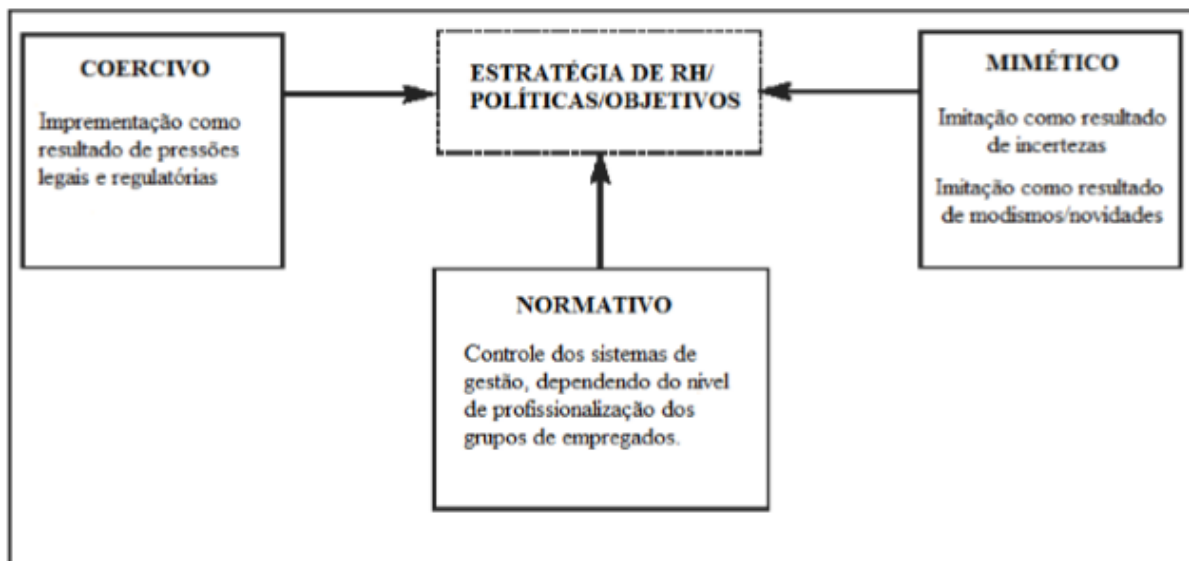 COERCIVO
Imprementação como
resultado de pressões
legais e regulatórias
ESTRATÉGIA DE RH/
POLÍTICAS/OBJETIVOS
MIMÉTICO
Imitação como resultado
de incertezas
Imitação como resultado
de modismos/novidades
NORMATIVO
Controle dos sistemas de
gestão, dependendo do nível
de profissionalização dos
grupos de empregados.